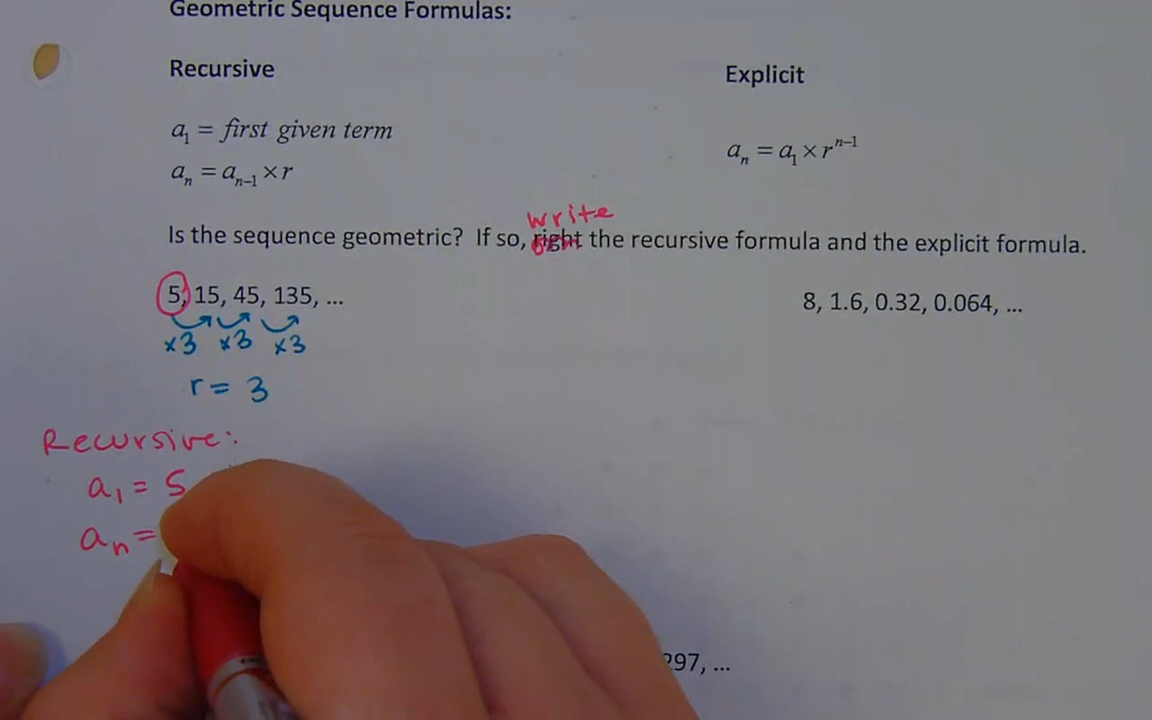 Geometric Sequence Formulas:
Recursive
Explicit
a₁ = first given term
aₙ = aₙ₋₁ × r
aₙ = a₁ × rⁿ⁻¹
write
Is the sequence geometric? If so, right the recursive formula and the explicit formula.
5, 15, 45, 135, ...
8, 1.6, 0.32, 0.064, ...
×3 ×3 ×3
r = 3
Recursive:
a₁ = 5
aₙ =
297, ...